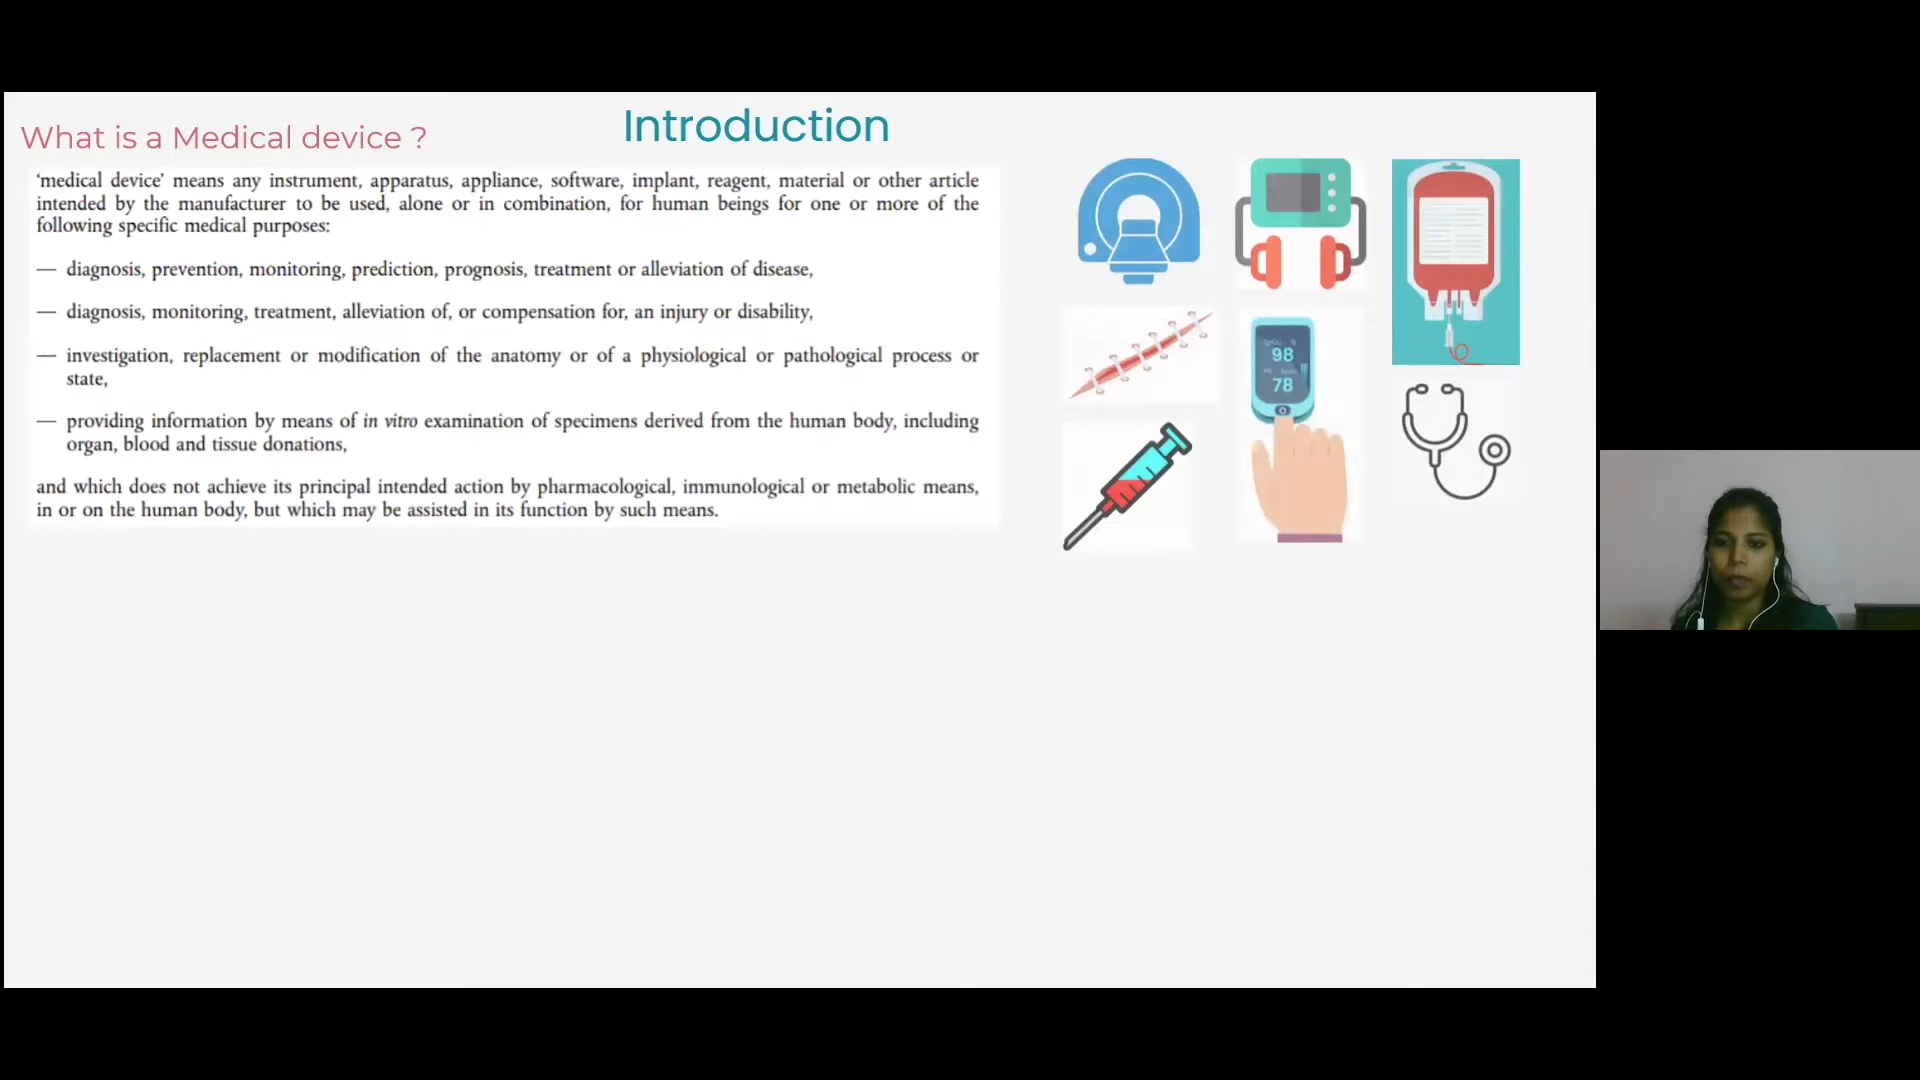 Introduction
What is a Medical device ?
‘medical device’ means any instrument, apparatus, appliance, software, implant, reagent, material or other article
intended by the manufacturer to be used, alone or in combination, for human beings for one or more of the
following specific medical purposes:
— diagnosis, prevention, monitoring, prediction, prognosis, treatment or alleviation of disease,
— diagnosis, monitoring, treatment, alleviation of, or compensation for, an injury or disability,
— investigation, replacement or modification of the anatomy or of a physiological or pathological process or
state,
— providing information by means of in vitro examination of specimens derived from the human body, including
organ, blood and tissue donations,
and which does not achieve its principal intended action by pharmacological, immunological or metabolic means,
in or on the human body, but which may be assisted in its function by such means.
98
78